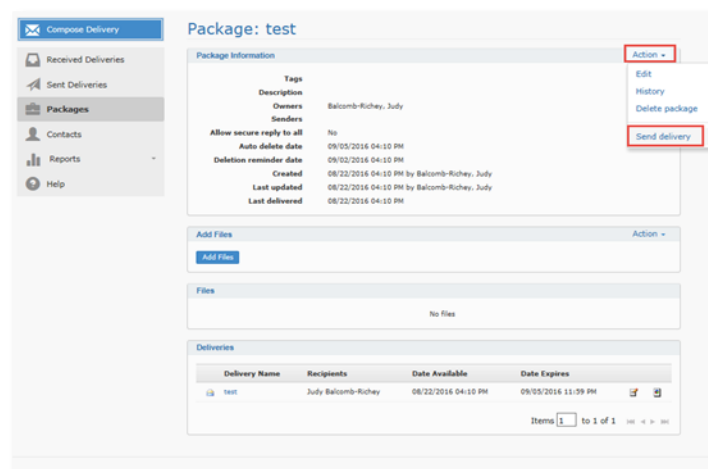 Compose Delivery
Received Deliveries
Sent Deliveries
Packages
Contacts
Reports
Help
Package: test
Package Information
Action
Edit
History
Delete package
Send delivery
Tags
Description
Owners Balcomb-Richey, Judy
Senders
Allow secure reply to all No
Auto delete date 09/05/2016 04:10 PM
Deletion reminder date 09/02/2016 04:10 PM
Created 08/22/2016 04:10 PM by Balcomb-Richey, Judy
Last updated 08/22/2016 04:10 PM by Balcomb-Richey, Judy
Last delivered 08/22/2016 04:10 PM
Add Files Action
Add Files
Files
No files
Deliveries
Delivery Name Recipients Date Available Date Expires
test Judy Balcomb-Richey 08/22/2016 04:10 PM 09/05/2016 11:59 PM
Items 1 to 1 of 1